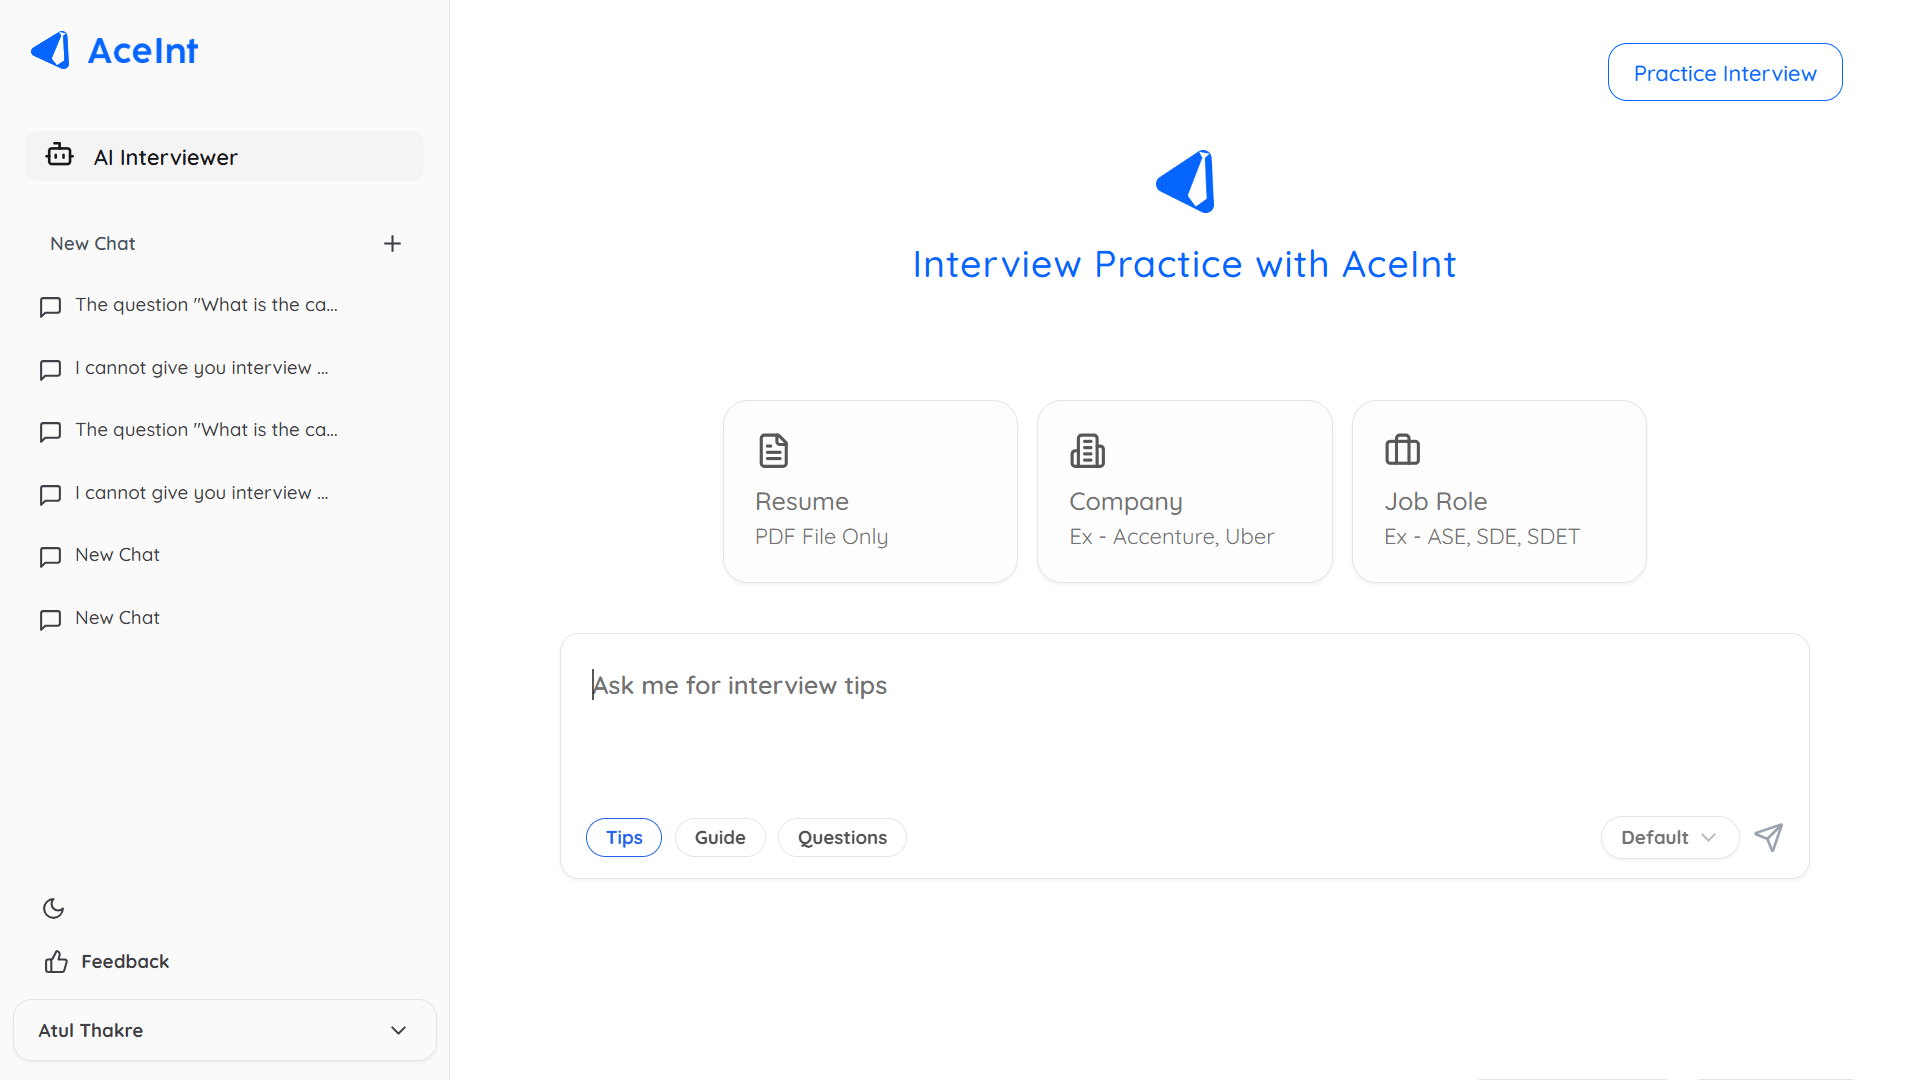 AceInt
AI Interviewer
New Chat
The question "What is the ca...
I cannot give you interview ...
The question "What is the ca...
I cannot give you interview ...
New Chat
New Chat
Feedback
Atul Thakre
Practice Interview
Interview Practice with AceInt
Resume
PDF File Only
Company
Ex - Accenture, Uber
Job Role
Ex - ASE, SDE, SDET
Ask me for interview tips
Tips
Guide
Questions
Default